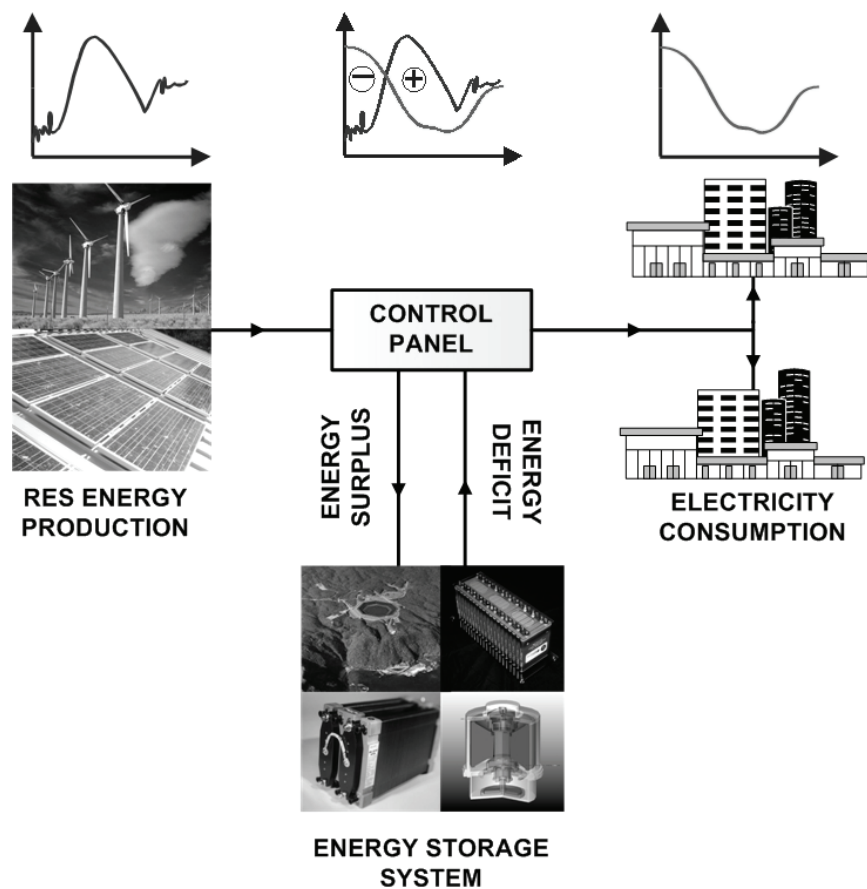 CONTROL
PANEL
ENERGY
SURPLUS
ENERGY
DEFICIT
RES ENERGY
PRODUCTION
ELECTRICITY
CONSUMPTION
ENERGY STORAGE
SYSTEM